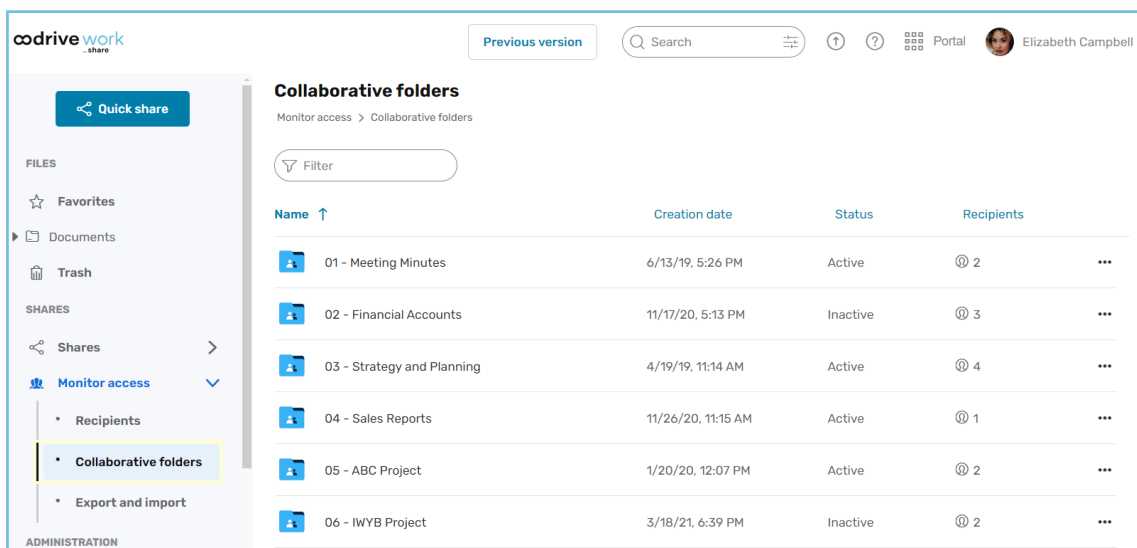 oodrive work
_share
Previous version
Search
?
Portal
Elizabeth Campbell
Quick share
FILES
Favorites
Documents
Trash
SHARES
Shares
Monitor access
• Recipients
• Collaborative folders
• Export and import
ADMINISTRATION
Collaborative folders
Monitor access > Collaborative folders
Filter
Name ↑ Creation date Status Recipients
01 - Meeting Minutes 6/13/19, 5:26 PM Active 2 •••
02 - Financial Accounts 11/17/20, 5:13 PM Inactive 3 •••
03 - Strategy and Planning 4/19/19, 11:14 AM Active 4 •••
04 - Sales Reports 11/26/20, 11:15 AM Active 1 •••
05 - ABC Project 1/20/20, 12:07 PM Active 2 •••
06 - IWYB Project 3/18/21, 6:39 PM Inactive 2 •••